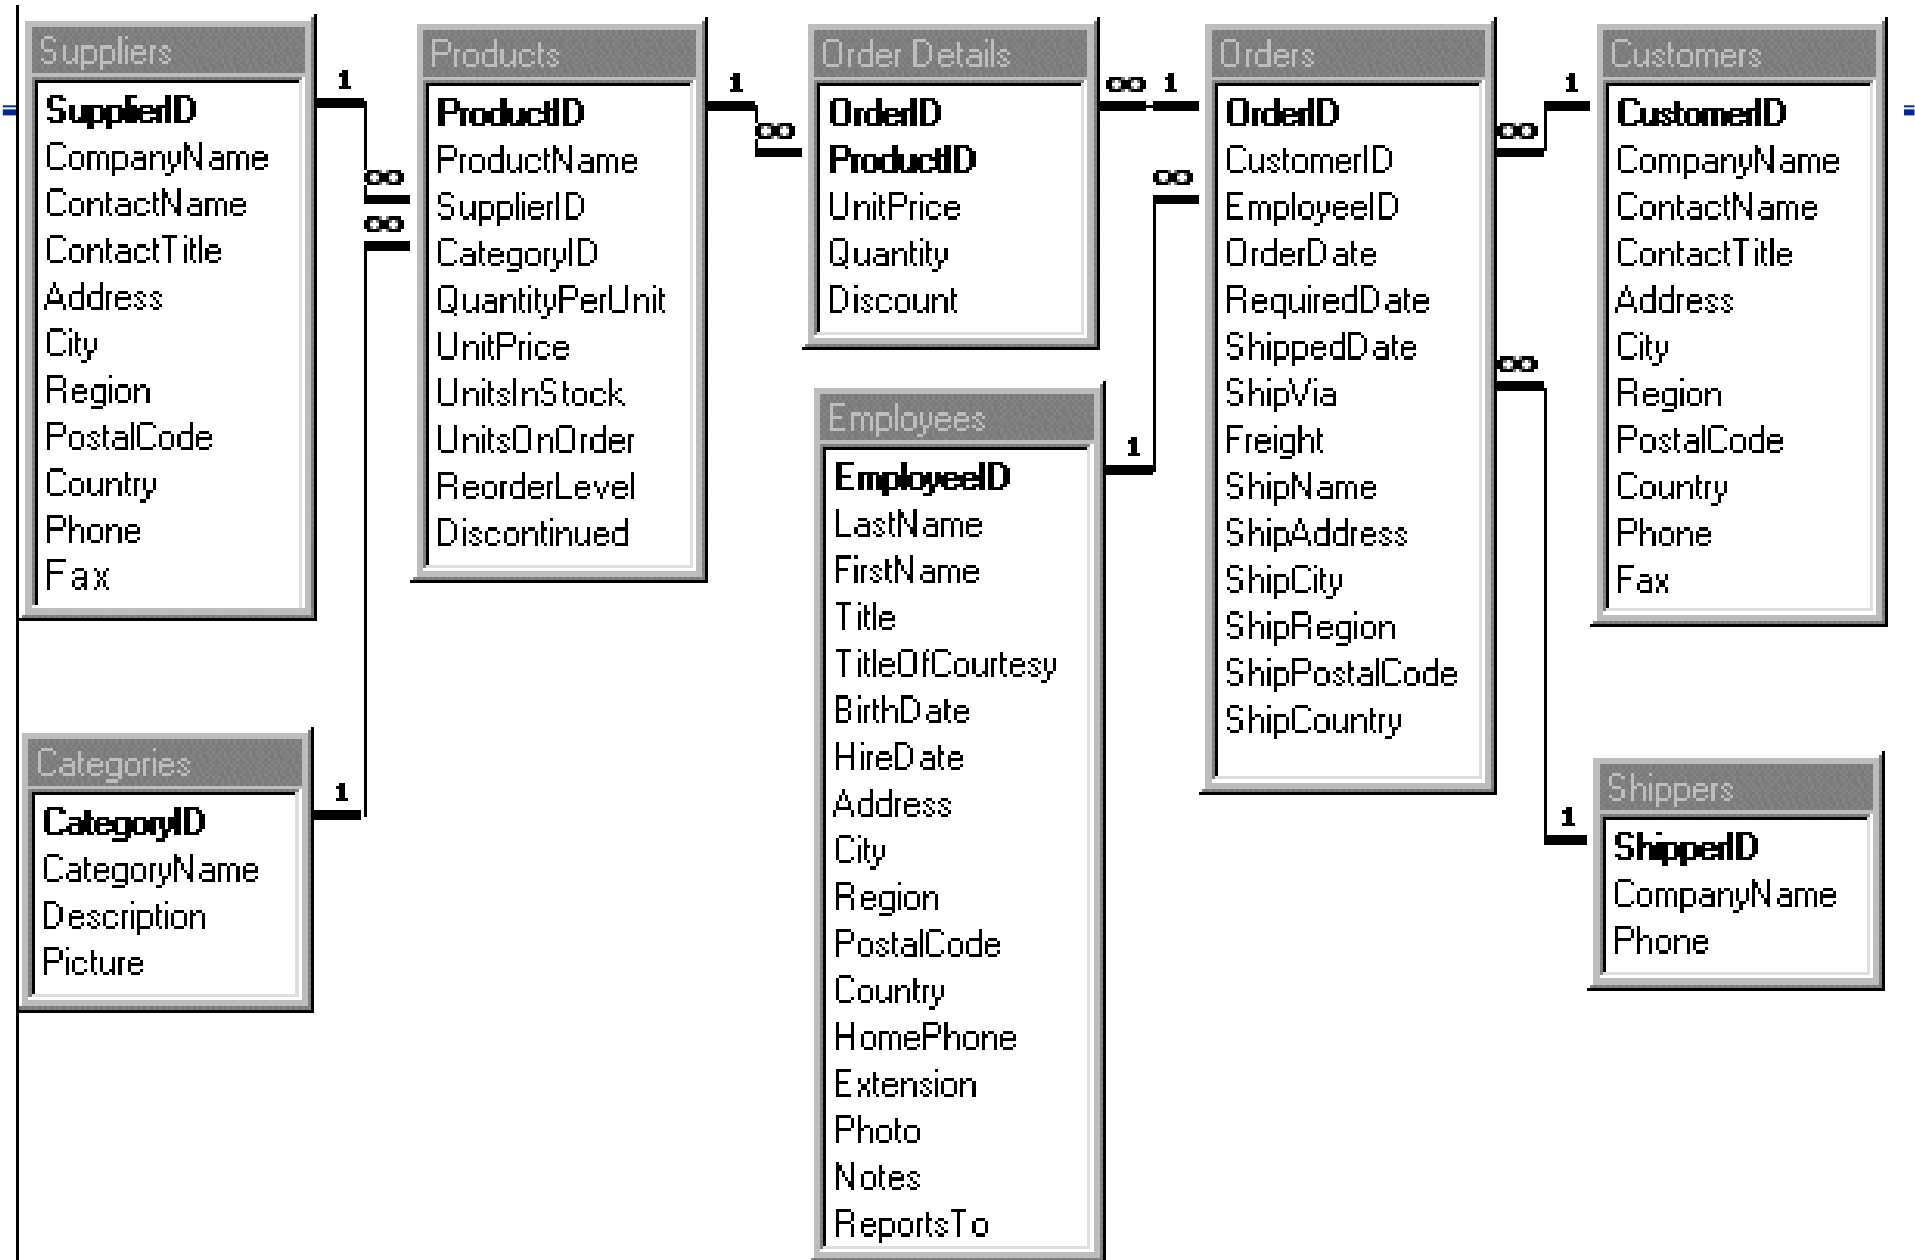 Suppliers
SupplierID
CompanyName
ContactName
ContactTitle
Address
City
Region
PostalCode
Country
Phone
Fax
1
∞
∞
Products
ProductID
ProductName
SupplierID
CategoryID
QuantityPerUnit
UnitPrice
UnitsInStock
UnitsOnOrder
ReorderLevel
Discontinued
1
∞
Order Details
OrderID
ProductID
UnitPrice
Quantity
Discount
∞ 1
∞
1
Orders
OrderID
CustomerID
EmployeeID
OrderDate
RequiredDate
ShippedDate
ShipVia
Freight
ShipName
ShipAddress
ShipCity
ShipRegion
ShipPostalCode
ShipCountry
1
∞
∞
1
Customers
CustomerID
CompanyName
ContactName
ContactTitle
Address
City
Region
PostalCode
Country
Phone
Fax
Categories
CategoryID
CategoryName
Description
Picture
1
Employees
EmployeeID
LastName
FirstName
Title
TitleOfCourtesy
BirthDate
HireDate
Address
City
Region
PostalCode
Country
HomePhone
Extension
Photo
Notes
ReportsTo
Shippers
ShipperID
CompanyName
Phone